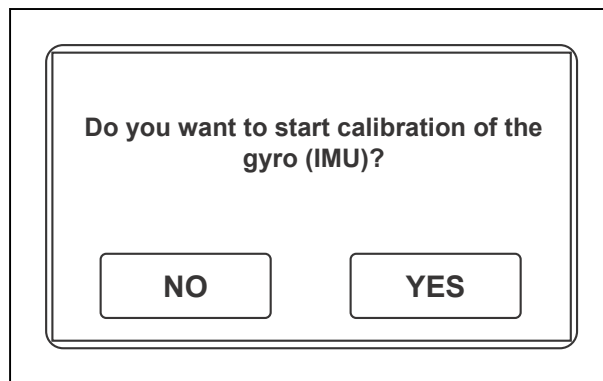 Do you want to start calibration of the
gyro (IMU)?
NO YES